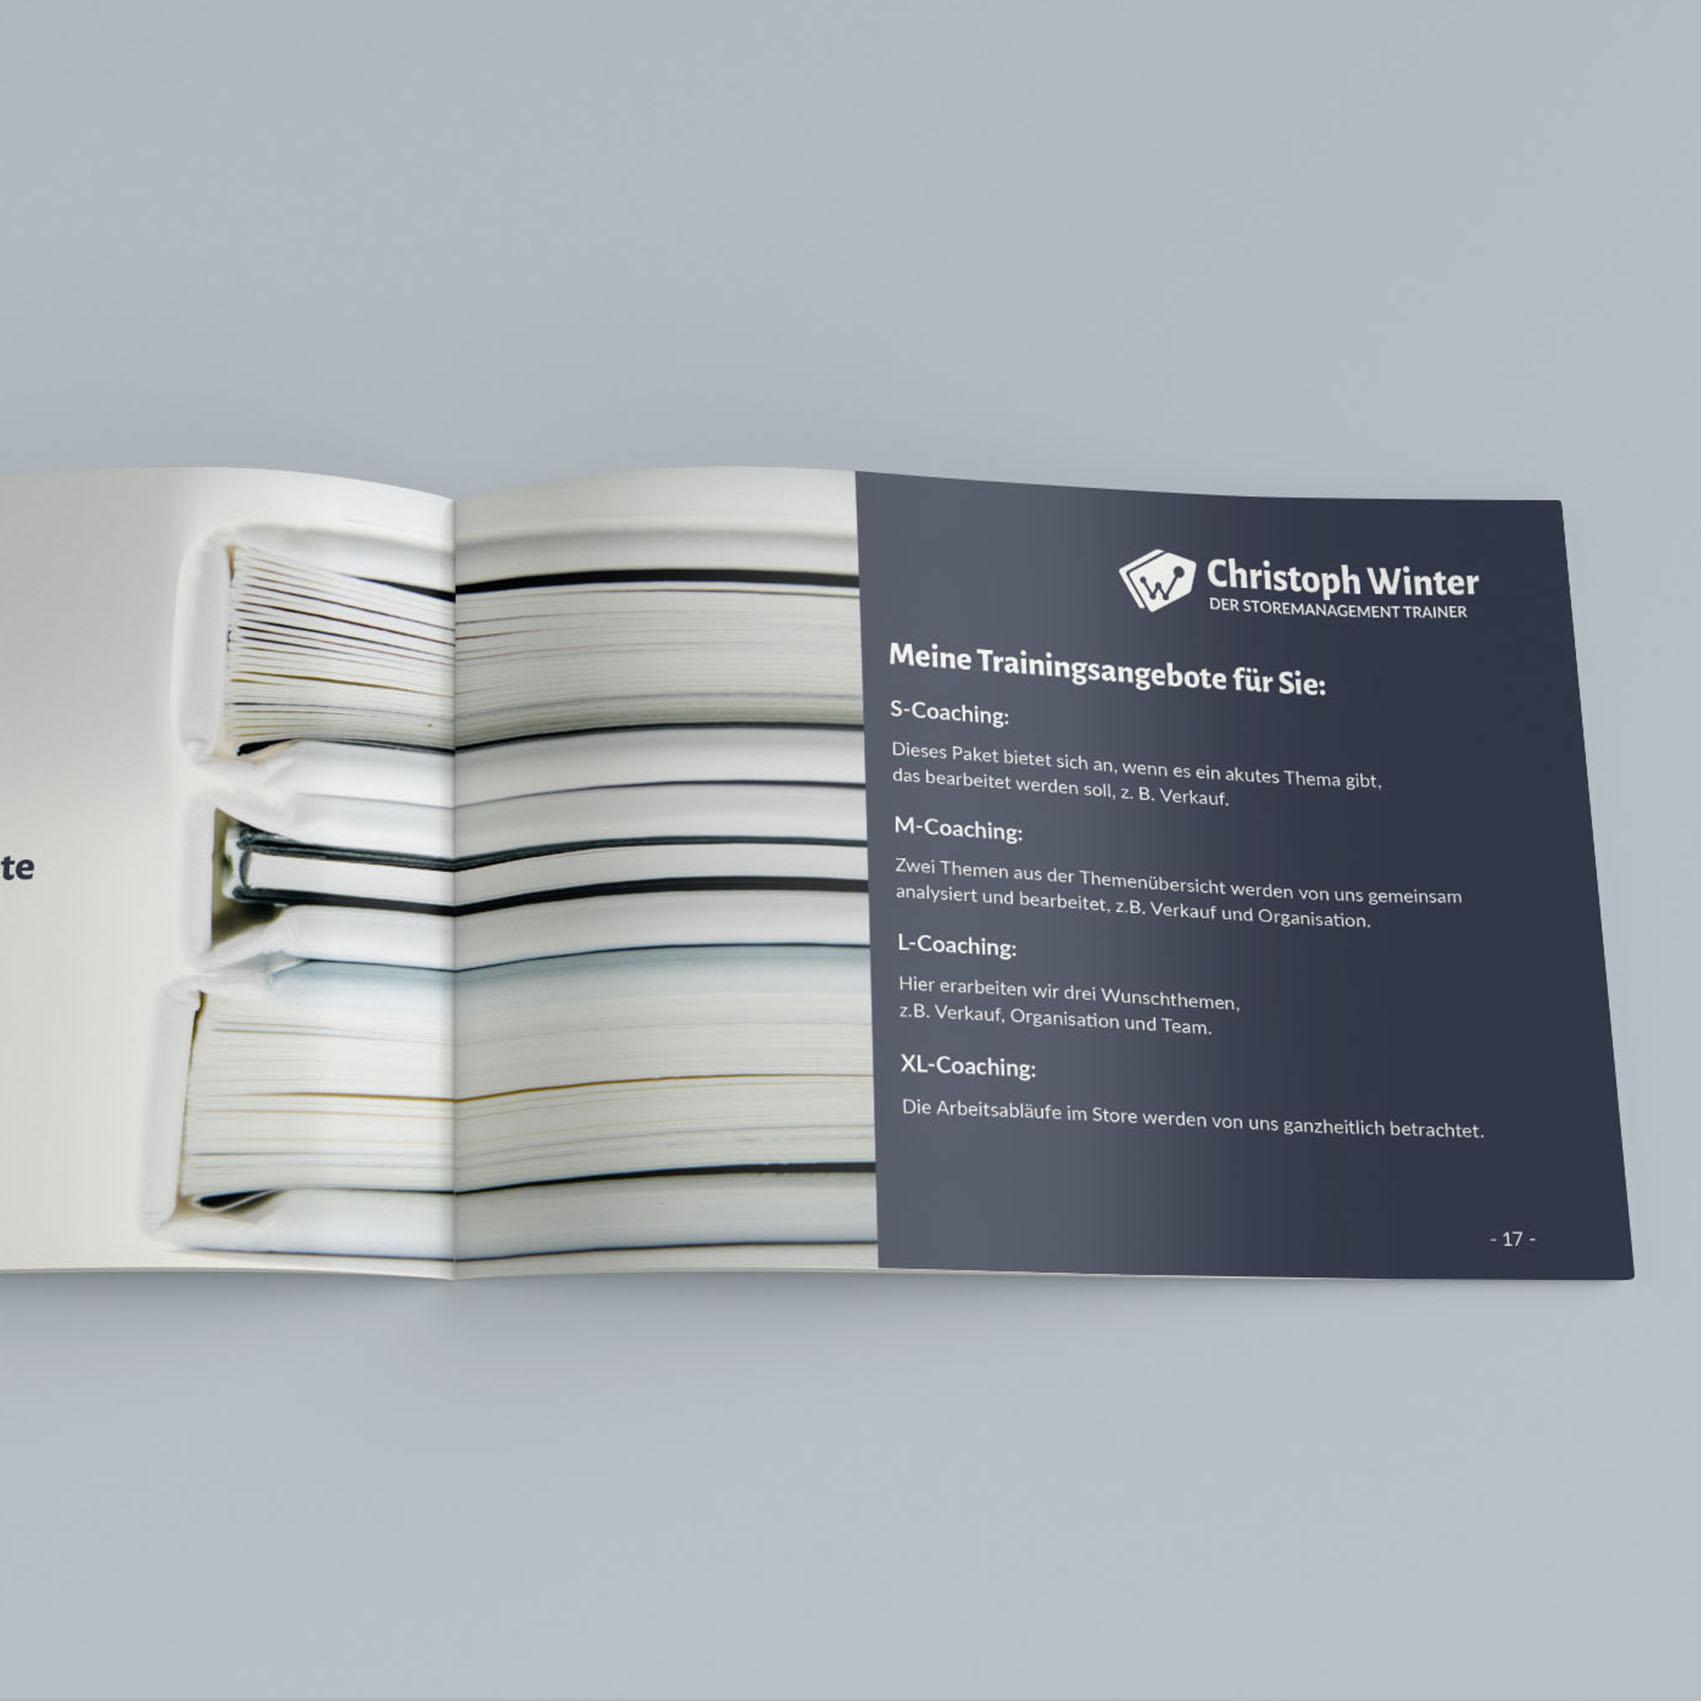 te
Christoph Winter
DER STOREMANAGEMENT TRAINER
Meine Trainingsangebote für Sie:
S-Coaching:
Dieses Paket bietet sich an, wenn es ein akutes Thema gibt,
das bearbeitet werden soll, z. B. Verkauf.
M-Coaching:
Zwei Themen aus der Themenübersicht werden von uns gemeinsam
analysiert und bearbeitet, z.B. Verkauf und Organisation.
L-Coaching:
Hier erarbeiten wir drei Wunschthemen,
z.B. Verkauf, Organisation und Team.
XL-Coaching:
Die Arbeitsabläufe im Store werden von uns ganzheitlich betrachtet.
- 17 -